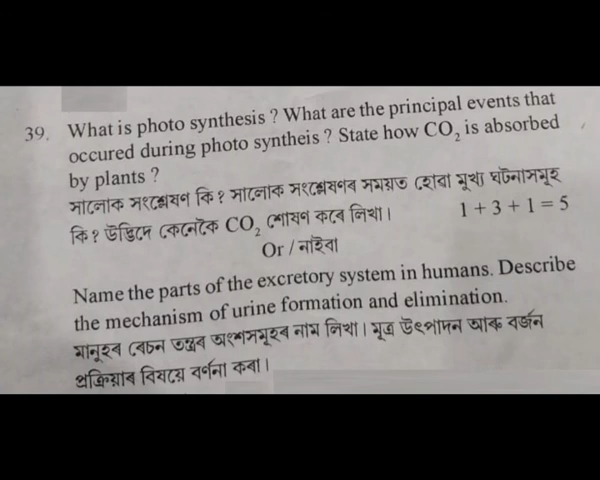 39. What is photo synthesis ? What are the principal events that
occured during photo syntheis ? State how CO₂ is absorbed
by plants ?
সালোক সংশ্লেষণ কি ? সালোক সংশ্লেষণৰ সময়ত হোৱা মুখ্য ঘটনাসমূহ
কি ? উদ্ভিদে কেনেকৈ CO₂ শোষণ কৰে লিখা। 1 + 3 + 1 = 5
Or / নাইবা
Name the parts of the excretory system in humans. Describe
the mechanism of urine formation and elimination.
মানুহৰ ৰেচন তন্ত্ৰৰ অংশসমূহৰ নাম লিখা। মূত্ৰ উৎপাদন আৰু বৰ্জন
প্ৰক্ৰিয়াৰ বিষয়ে বৰ্ণনা কৰা।